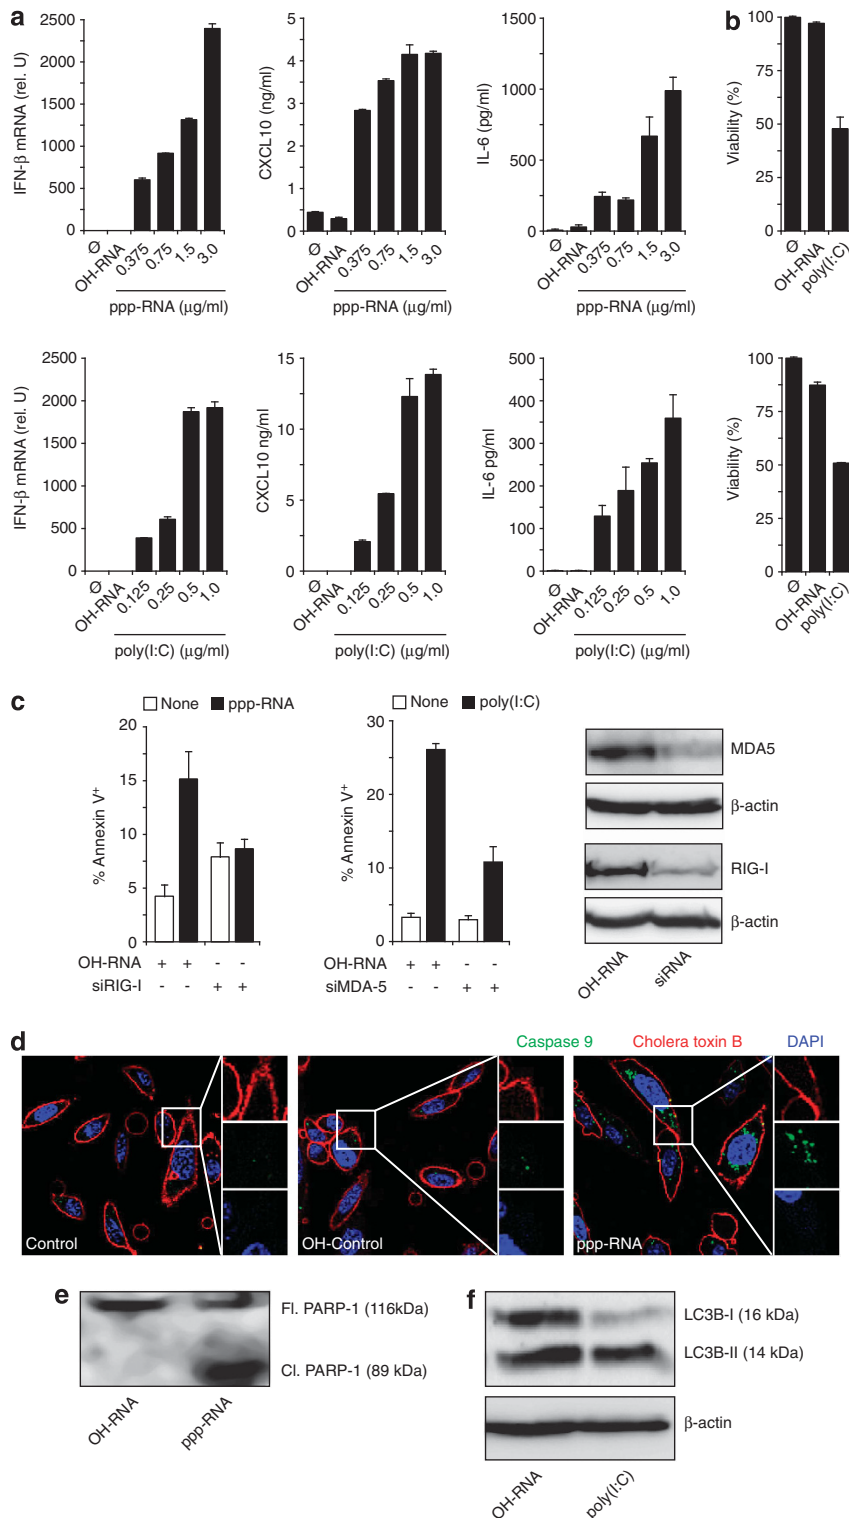 a
IFN-β mRNA (rel. U)
2500
2000
1500
1000
500
0
Ø
OH-RNA
0.375
0.75
1.5
3.0
ppp-RNA (μg/ml)
CXCL10 (ng/ml)
5
4
3
2
1
0
Ø
OH-RNA
0.375
0.75
1.5
3.0
ppp-RNA (μg/ml)
IL-6 (pg/ml)
1500
1000
500
0
Ø
OH-RNA
0.375
0.75
1.5
3.0
ppp-RNA (μg/ml)
b
Viability (%)
100
75
50
25
0
Ø
OH-RNA
poly(I:C)
IFN-β mRNA (rel. U)
2500
2000
1500
1000
500
0
Ø
OH-RNA
0.125
0.25
0.5
1.0
poly(I:C) (μg/ml)
CXCL10 ng/ml
15
10
5
0
Ø
OH-RNA
0.125
0.25
0.5
1.0
poly(I:C) (μg/ml)
IL-6 pg/ml
500
400
300
200
100
0
Ø
OH-RNA
0.125
0.25
0.5
1.0
poly(I:C) (μg/ml)
Viability (%)
100
75
50
25
0
Ø
OH-RNA
poly(I:C)
c
None ppp-RNA
% Annexin V+
20
15
10
5
0
OH-RNA + + - -
siRIG-I - - + +
None poly(I:C)
% Annexin V+
30
20
10
0
OH-RNA + + - -
siMDA-5 - - + +
MDA5
β-actin
RIG-I
β-actin
OH-RNA
siRNA
d
Caspase 9 Cholera toxin B DAPI
Control
OH-Control
ppp-RNA
e
Fl. PARP-1 (116kDa)
Cl. PARP-1 (89 kDa)
OH-RNA
ppp-RNA
f
LC3B-I (16 kDa)
LC3B-II (14 kDa)
β-actin
OH-RNA
poly(I:C)